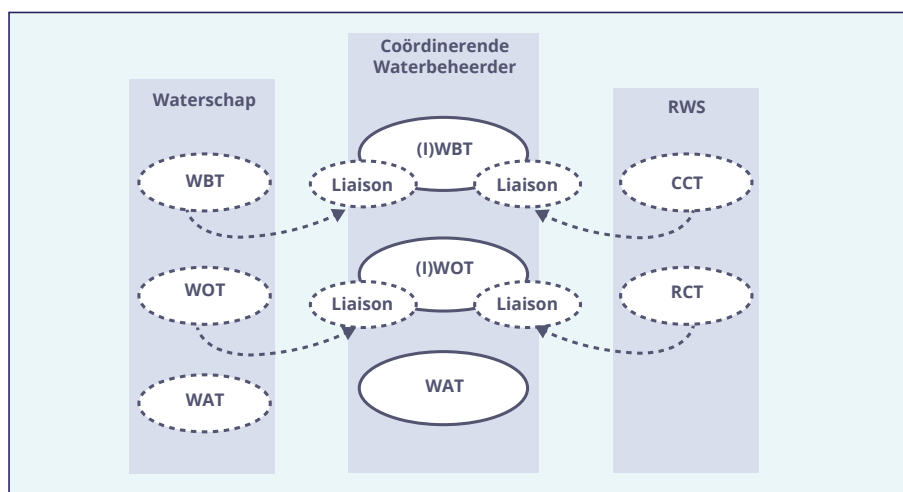 Coördinerende
Waterbeheerder
Waterschap
RWS
(I)WBT
WBT
Liaison
Liaison
CCT
(I)WOT
WOT
Liaison
Liaison
RCT
WAT
WAT